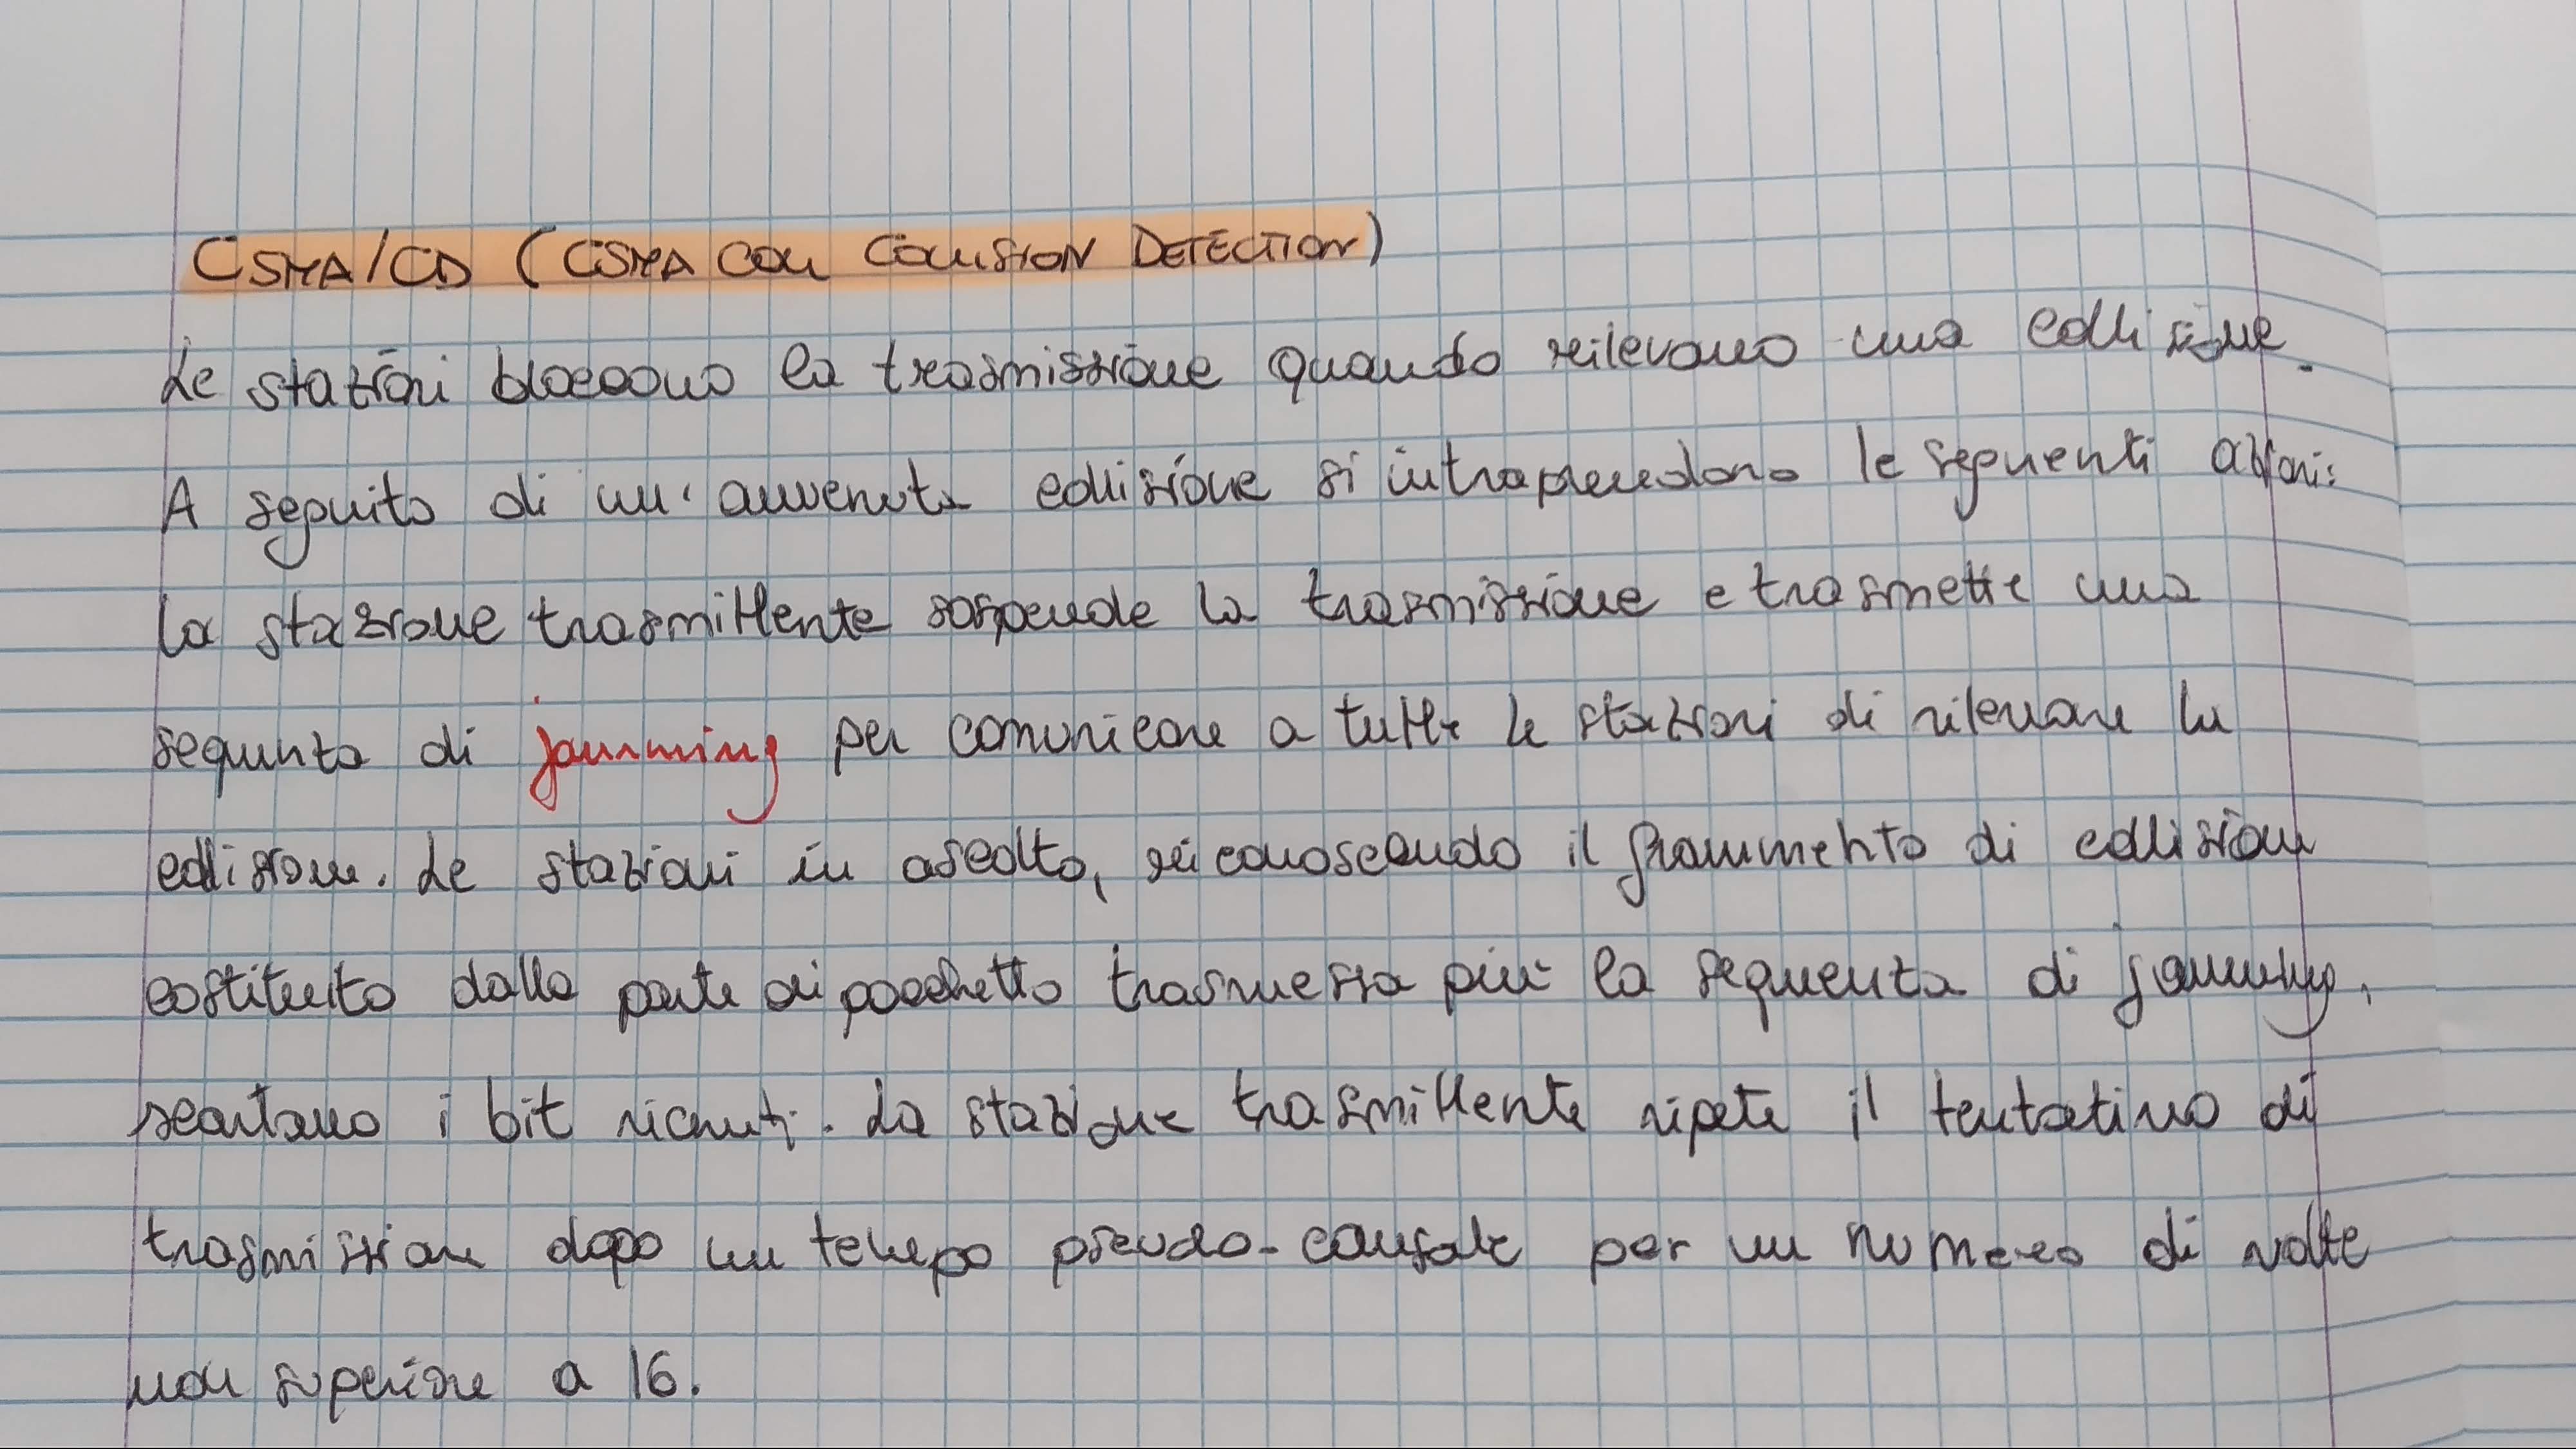 CSMA/CD (CSMA CON COLLISION DETECTION)
Le stazioni bloccano la trasmissione quando rilevano una collisione.
A seguito di un'avvenuta collisione si intraprendono le seguenti azioni:
la stazione trasmittente sospende la trasmissione e trasmette una
sequenza di jamming per comunicare a tutte le stazioni di rilevare la
collisione. Le stazioni in ascolto, riconoscendo il frammento di collisione
costituito dalla parte di pacchetto trasmessa più la sequenza di jamming,
scartano i bit ricevuti. La stazione trasmittente ripete il tentativo di
trasmissione dopo un tempo pseudo-causale per un numero di volte
non superiore a 16.